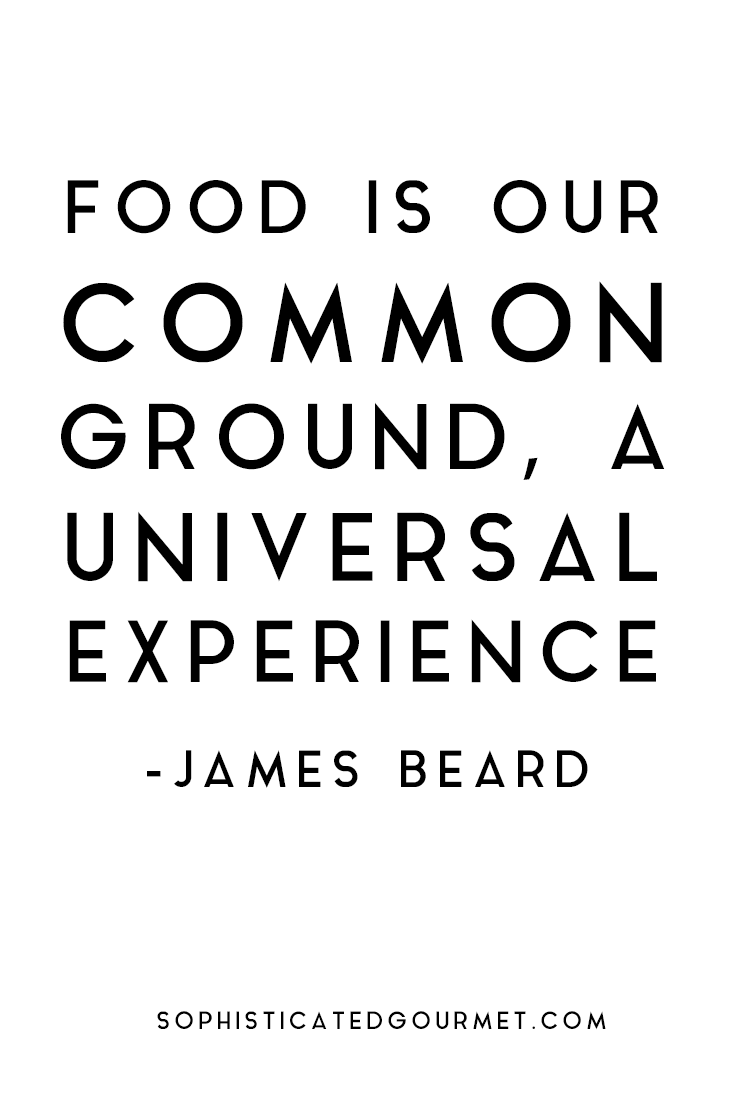 FOOD IS OUR
COMMON
GROUND, A
UNIVERSAL
EXPERIENCE
-JAMES BEARD
SOPHISTICATEDGOURMET.COM